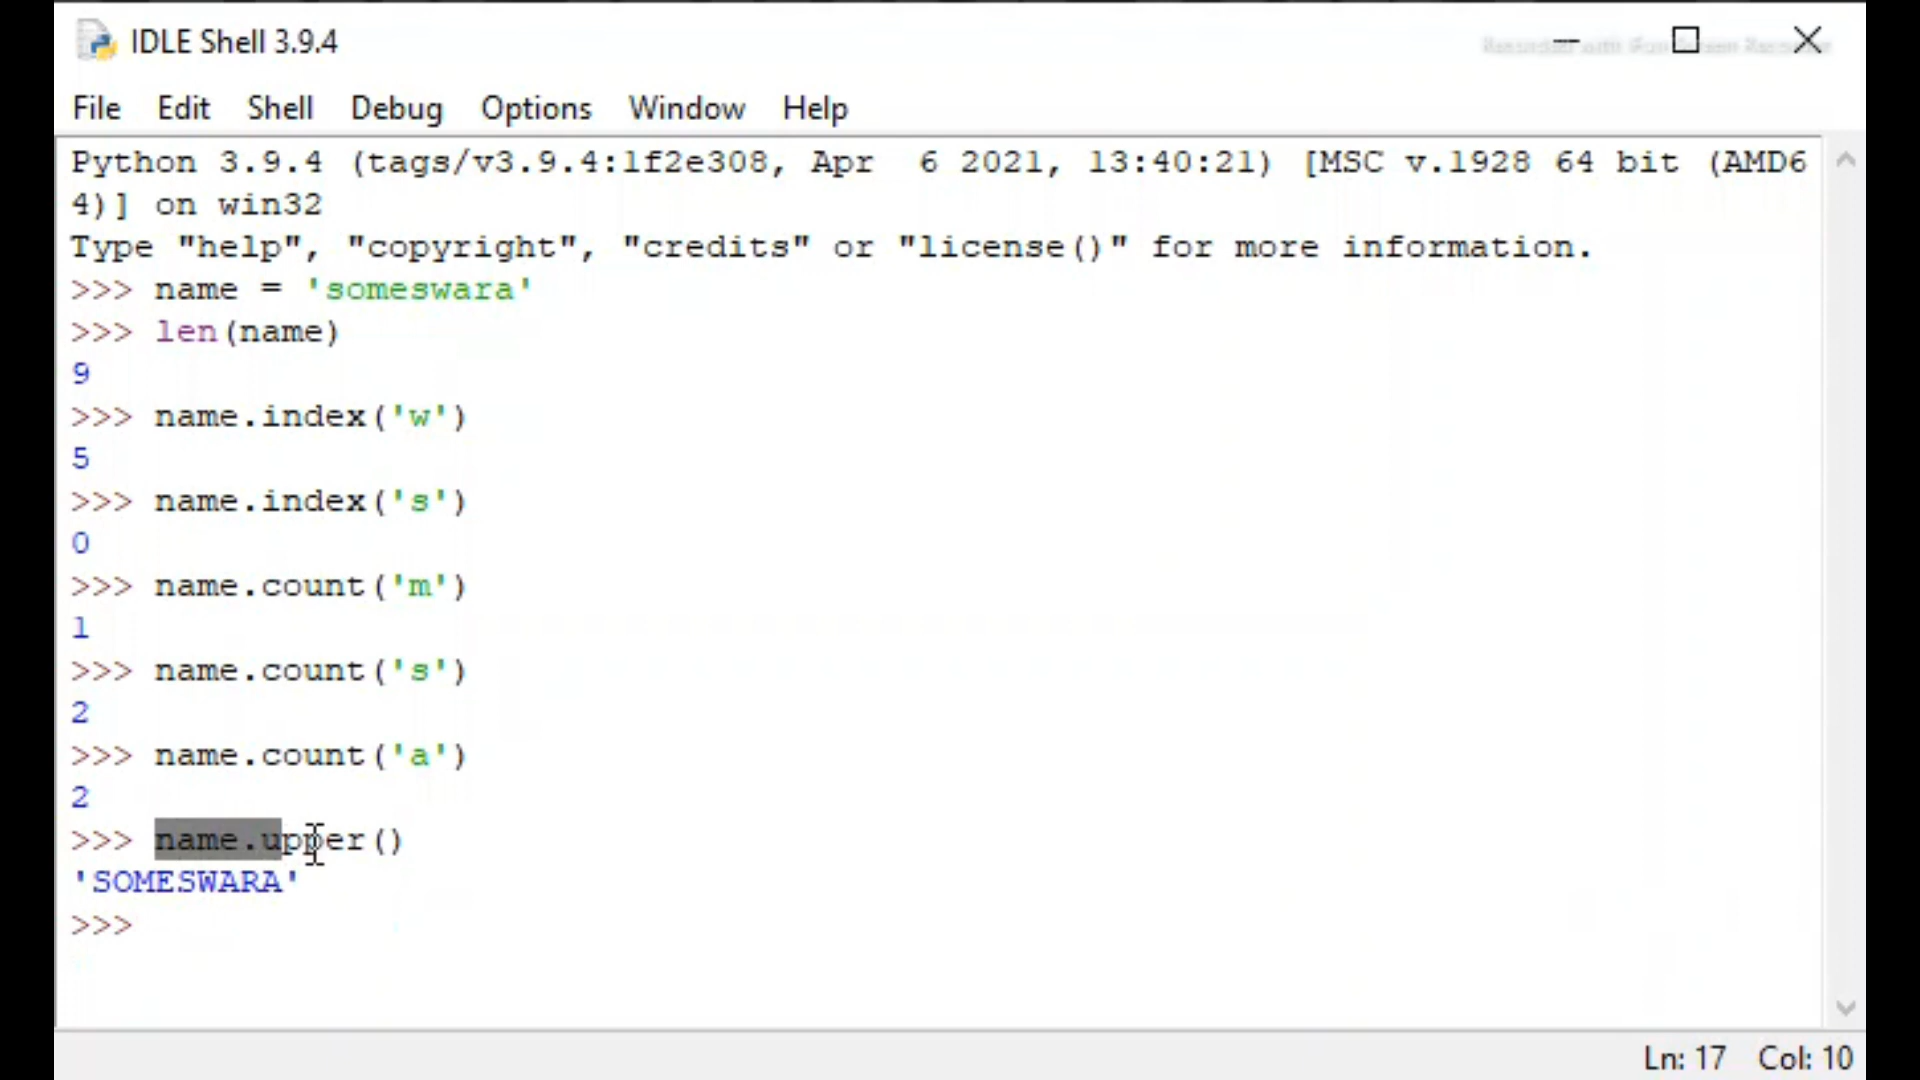 IDLE Shell 3.9.4
File Edit Shell Debug Options Window Help
Python 3.9.4 (tags/v3.9.4:1f2e308, Apr  6 2021, 13:40:21) [MSC v.1928 64 bit (AMD6
4)] on win32
Type "help", "copyright", "credits" or "license()" for more information.
>>> name = 'someswara'
>>> len(name)
9
>>> name.index('w')
5
>>> name.index('s')
0
>>> name.count('m')
1
>>> name.count('s')
2
>>> name.count('a')
2
>>> name.upper()
'SOMESWARA'
>>>
Ln: 17 Col: 10